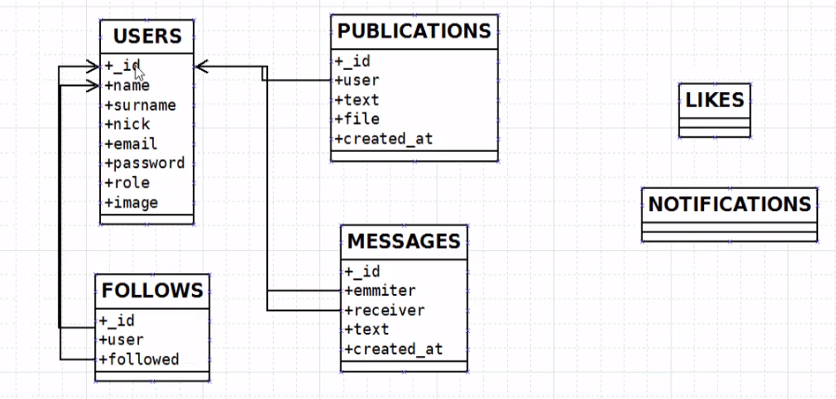 USERS
+_id
+name
+surname
+nick
+email
+password
+role
+image
PUBLICATIONS
+_id
+user
+text
+file
+created_at
LIKES
NOTIFICATIONS
MESSAGES
+_id
+emmiter
+receiver
+text
+created_at
FOLLOWS
+_id
+user
+followed